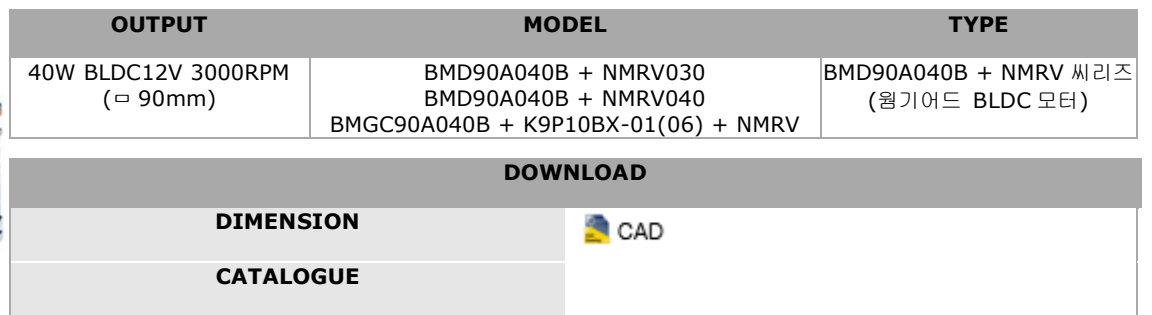 OUTPUT MODEL TYPE
40W BLDC12V 3000RPM BMD90A040B + NMRV030 BMD90A040B + NMRV 씨리즈
(ㅁ 90mm) BMD90A040B + NMRV040 (웜기어드 BLDC 모터)
BMGC90A040B + K9P10BX-01(06) + NMRV
DOWNLOAD
DIMENSION CAD
CATALOGUE